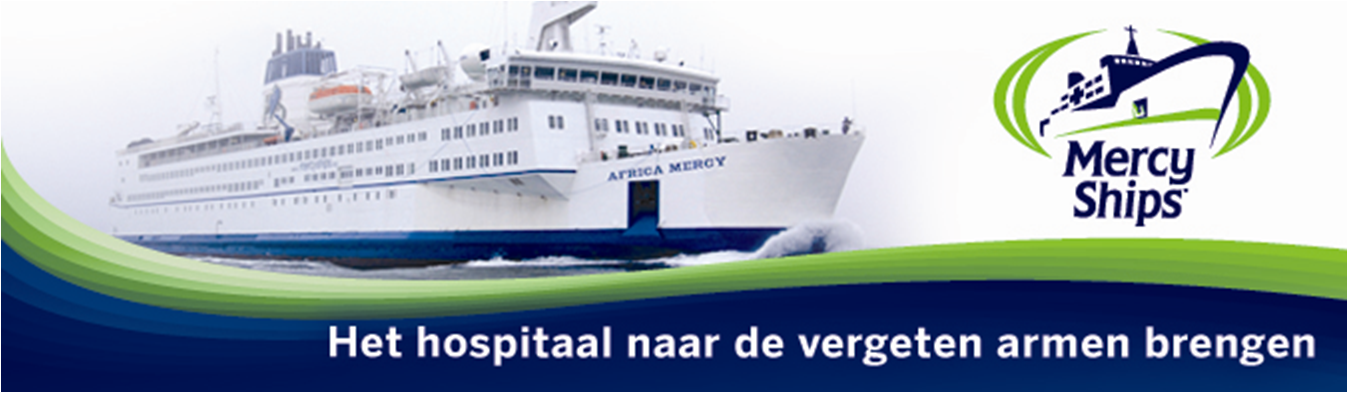 AFRICA MERCY
Mercy
Ships
Het hospitaal naar de vergeten armen brengen